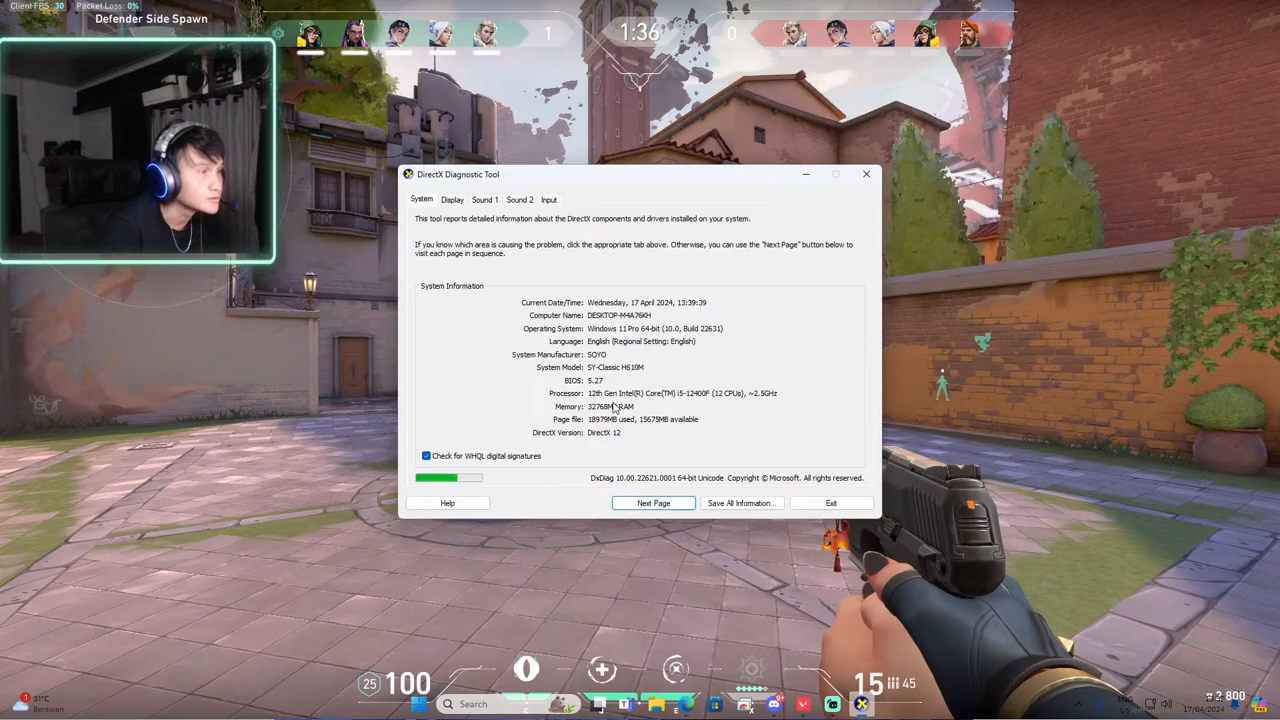 Client FPS: 30 Packet Loss: 0%
Defender Side Spawn
1
1:36
0
DirectX Diagnostic Tool
System Display Sound 1 Sound 2 Input
This tool reports detailed information about the DirectX components and drivers installed on your system.
If you know which area is causing the problem, click the appropriate tab above. Otherwise, you can use the "Next Page" button below to
visit each page in sequence.
System Information
Current Date/Time: Wednesday, 17 April 2024, 13:39:39
Computer Name: DESKTOP-M4A76KH
Operating System: Windows 11 Pro 64-bit (10.0, Build 22631)
Language: English (Regional Setting: English)
System Manufacturer: SOYO
System Model: SY-Classic H610M
BIOS: 5.27
Processor: 12th Gen Intel(R) Core(TM) i5-12400F (12 CPUs), ~2.5GHz
Memory: 32768MB RAM
Page file: 18979MB used, 15675MB available
DirectX Version: DirectX 12
Check for WHQL digital signatures
DxDiag 10.00.22621.0001 64-bit Unicode Copyright © Microsoft. All rights reserved.
Help Next Page Save All Information... Exit
25 100
15 45
31°C
Berawan
Search
C
E
X
ENG
17/04/2024